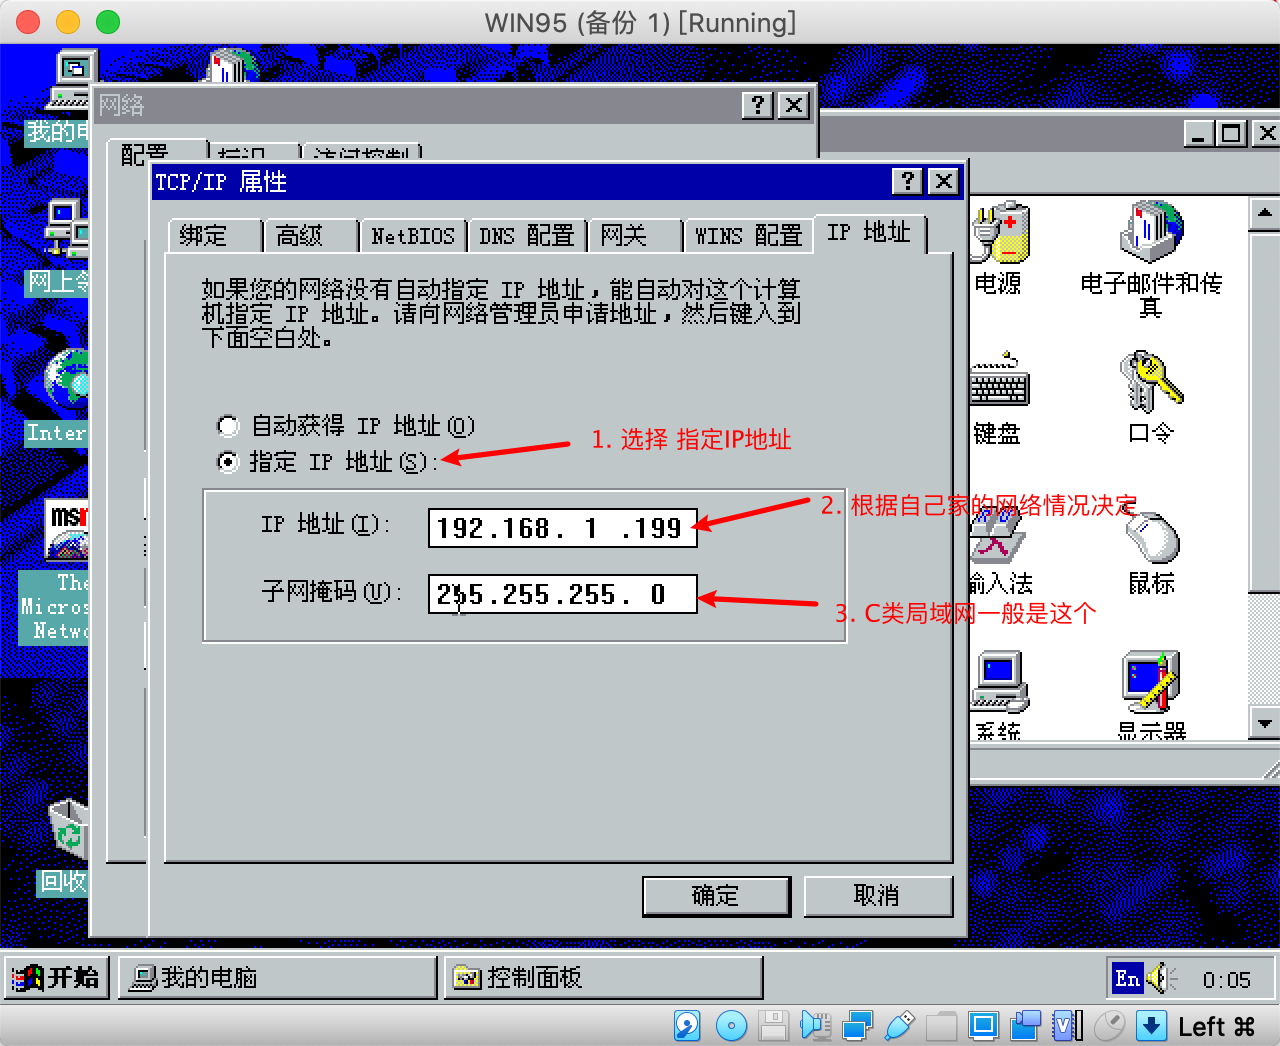 WIN95 (备份 1) [Running]
网络
我的电
配置
标识
访问控制
TCP/IP 属性
绑定
高级
NetBIOS
DNS 配置
网关
WINS 配置
IP 地址
如果您的网络没有自动指定 IP 地址，能自动对这个计算
机指定 IP 地址。请向网络管理员申请地址，然后键入到
下面空白处。
自动获得 IP 地址(O)
指定 IP 地址(S):
1. 选择 指定IP地址
IP 地址(I):
192.168. 1 .199
2. 根据自己家的网络情况决定
子网掩码(U):
255.255.255. 0
3. C类局域网一般是这个
确定
取消
网上令
Inter
msn
The
Micros
Netwo
回收
电源
电子邮件和传
真
键盘
口令
输入法
鼠标
系统
显示器
开始
我的电脑
控制面板
En
0:05
Left ⌘